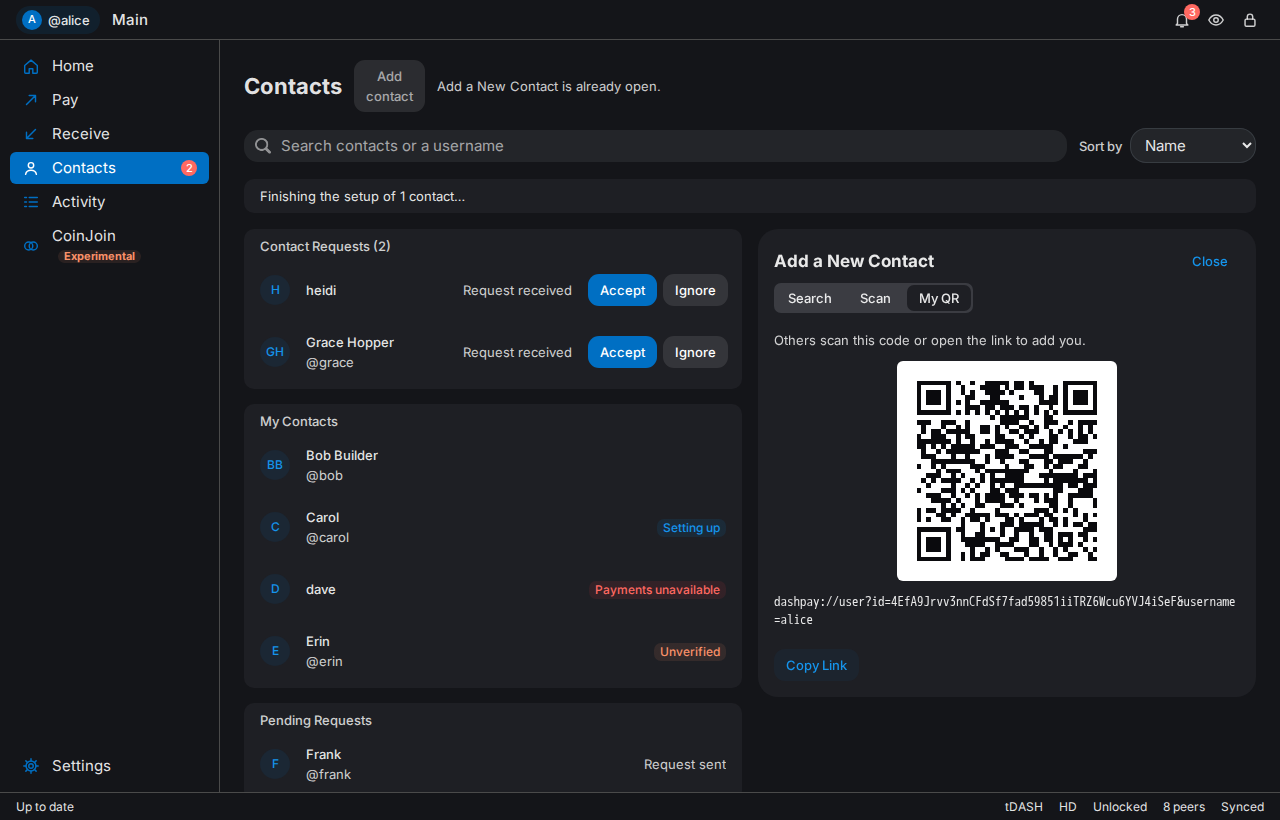 A @alice Main 3
Home
Pay
Receive
Contacts 2
Activity
CoinJoin
Experimental
Settings
Contacts
Add
contact
Add a New Contact is already open.
Search contacts or a username
Sort by Name
Finishing the setup of 1 contact...
Contact Requests (2)
H heidi Request received Accept Ignore
GH Grace Hopper
@grace
Request received Accept Ignore
My Contacts
BB Bob Builder
@bob
C Carol
@carol
Setting up
D dave Payments unavailable
E Erin
@erin
Unverified
Pending Requests
F Frank
@frank
Request sent
Add a New Contact Close
Search Scan My QR
Others scan this code or open the link to add you.
dashpay://user?id=4EfA9Jrvv3nnCFdSf7fad59851iiTRZ6Wcu6YVJ4iSeF&username
=alice
Copy Link
Up to date tDASH HD Unlocked 8 peers Synced